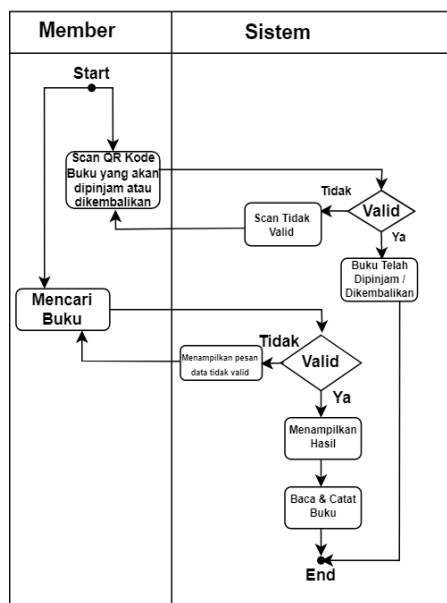 Member
Sistem
Start
Scan QR Kode
Buku yang akan
dipinjam atau
dikembalikan
Tidak
Valid
Scan Tidak
Valid
Ya
Buku Telah
Dipinjam /
Dikembalikan
Mencari
Buku
Tidak
Valid
Menampilkan pesan
data tidak valid
Ya
Menampilkan
Hasil
Baca & Catat
Buku
End